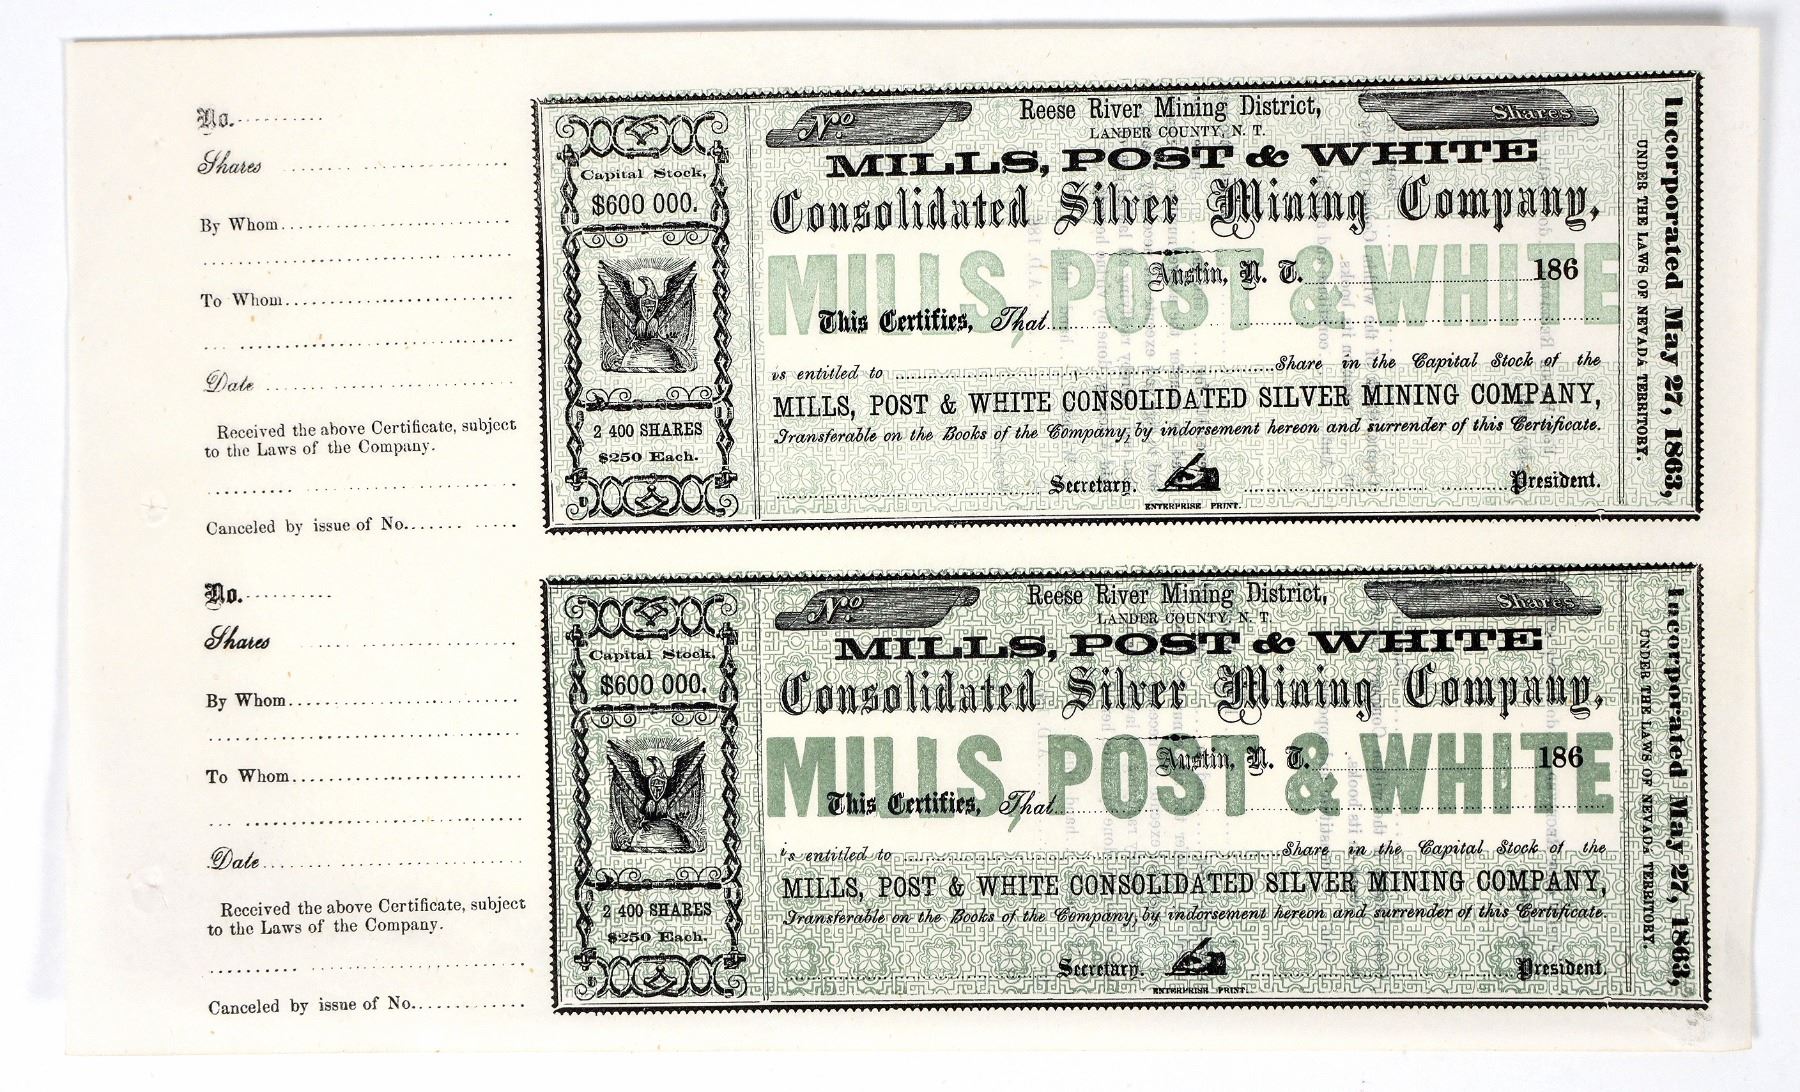 No.
Shares
By Whom
To Whom
Date
Received the above Certificate, subject
to the Laws of the Company.
Canceled by issue of No.
Capital Stock,
$600 000.
2 400 SHARES
$250 Each.
No
Reese River Mining District,
Shares
LANDER COUNTY, N. T.
MILLS, POST & WHITE
Consolidated Silver Mining Company,
MILLS, POST & WHITE
Austin, N. T. 186
This Certifies, That
is entitled to Share in the Capital Stock of the
MILLS, POST & WHITE CONSOLIDATED SILVER MINING COMPANY,
Transferable on the Books of the Company, by indorsement hereon and surrender of this Certificate.
Secretary. President.
ENTERPRISE PRINT.
UNDER THE LAWS OF NEVADA TERRITORY.
Incorporated May 27, 1863,
No.
Shares
By Whom
To Whom
Date
Received the above Certificate, subject
to the Laws of the Company.
Canceled by issue of No.
Capital Stock,
$600 000.
2 400 SHARES
$250 Each.
No
Reese River Mining District,
Shares
LANDER COUNTY, N. T.
MILLS, POST & WHITE
Consolidated Silver Mining Company,
MILLS, POST & WHITE
Austin, N. T. 186
This Certifies, That
is entitled to Share in the Capital Stock of the
MILLS, POST & WHITE CONSOLIDATED SILVER MINING COMPANY,
Transferable on the Books of the Company, by indorsement hereon and surrender of this Certificate.
Secretary. President.
ENTERPRISE PRINT.
UNDER THE LAWS OF NEVADA TERRITORY.
Incorporated May 27, 1863,